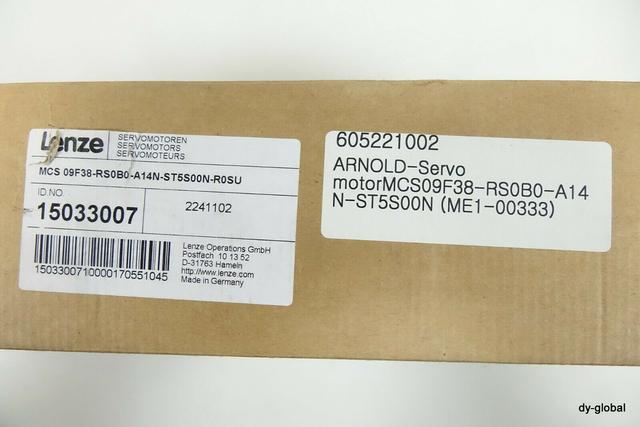 Lenze
SERVOMOTOREN
SERVOMOTORS
SERVOMOTEURS
MCS 09F38-RS0B0-A14N-ST5S00N-R0SU
ID.NO.
15033007
2241102
Lenze Operations GmbH
Postfach 10 13 52
D-31763 Hameln
http://www.lenze.com
Made in Germany
15033007100001705​51045
605221002
ARNOLD-Servo
motorMCS09F38-RS0B0-A14
N-ST5S00N (ME1-00333)
dy-global